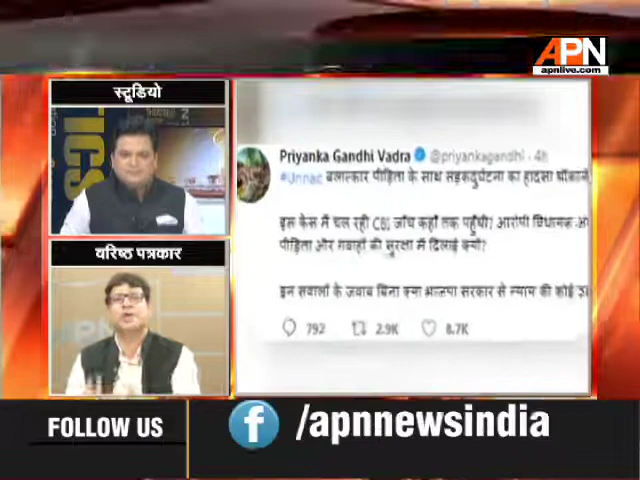 APN
apnlive.com
स्टूडियो
TICS
वरिष्ठ पत्रकार
Priyanka Gandhi Vadra @priyankagandhi · 4h
#Unnao बलात्कार पीड़िता के साथ सड़क दुर्घटना का हादसा चौंकाने
इस केस में चल रही CBI जाँच कहाँ तक पहुँची? आरोपी विधायक
पीड़िता और गवाहों की सुरक्षा में ढिलाई क्यों?
इन सवालों के जवाब बिना क्या भाजपा सरकार से न्याय की कोई
792 2.9K 8.7K
FOLLOW US
f /apnnewsindia